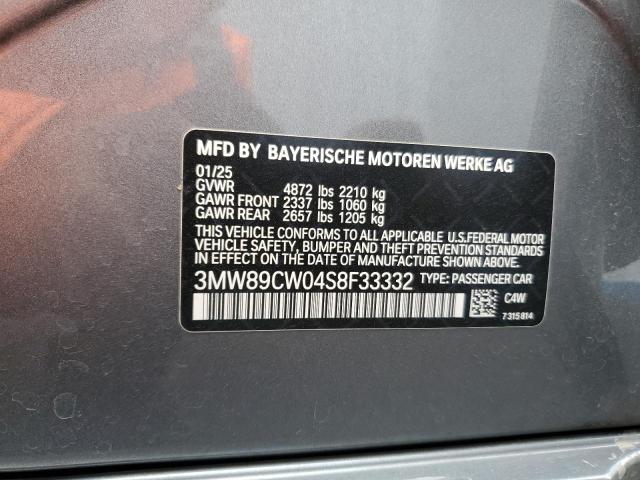 MFD BY BAYERISCHE MOTOREN WERKE AG
01/25
GVWR 4872 lbs 2210 kg
GAWR FRONT 2337 lbs 1060 kg
GAWR REAR 2657 lbs 1205 kg
THIS VEHICLE CONFORMS TO ALL APPLICABLE U.S.FEDERAL MOTOR
VEHICLE SAFETY, BUMPER AND THEFT PREVENTION STANDARDS
IN EFFECT ON THE DATE OF MANUFACTURE SHOWN ABOVE.
3MW89CW04S8F33332 TYPE: PASSENGER CAR
C4W
7315814